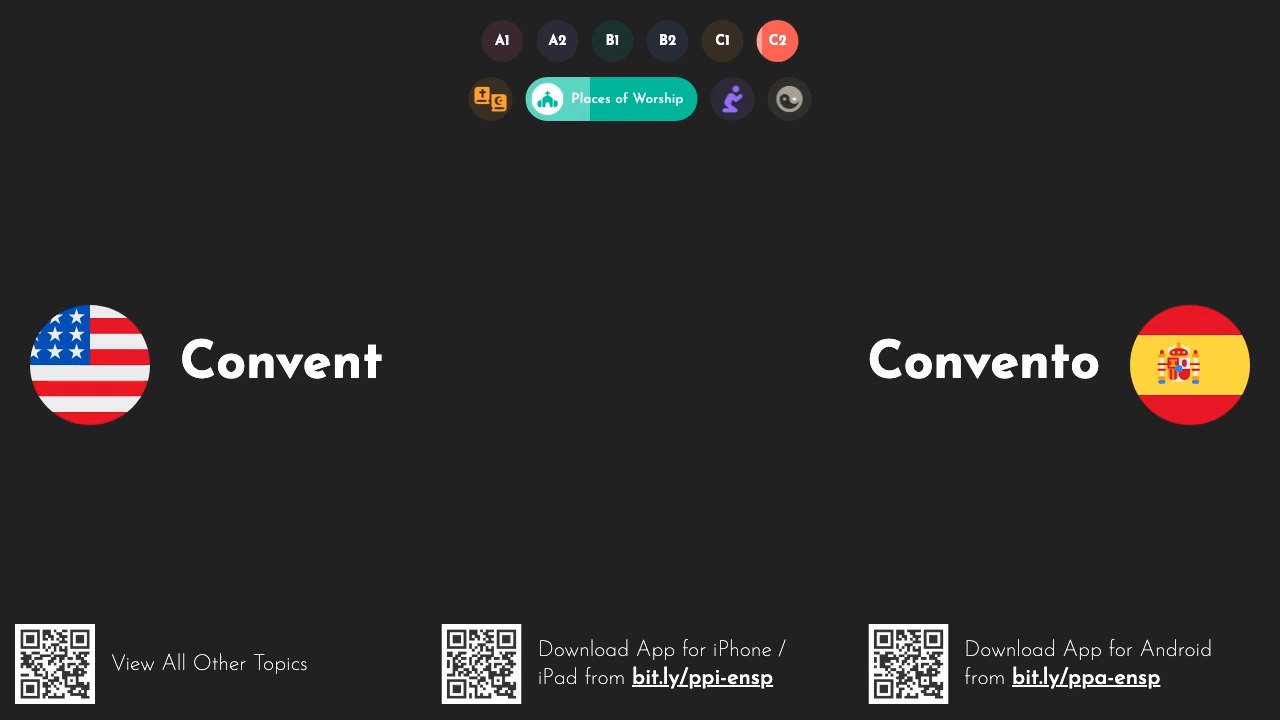 A1 A2 B1 B2 C1 C2
Places of Worship
Convent
Convento
View All Other Topics
Download App for iPhone /
iPad from bit.ly/ppi-ensp
Download App for Android
from bit.ly/ppa-ensp